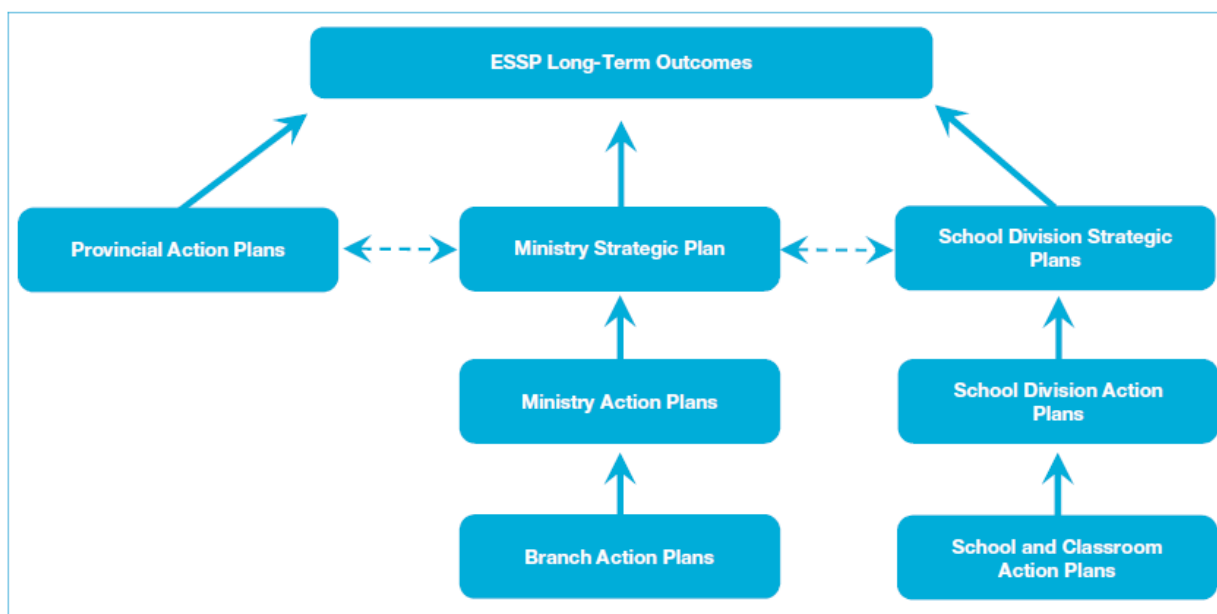 ESSP Long-Term Outcomes
Provincial Action Plans
Ministry Strategic Plan
School Division Strategic
Plans
Ministry Action Plans
School Division Action
Plans
Branch Action Plans
School and Classroom
Action Plans